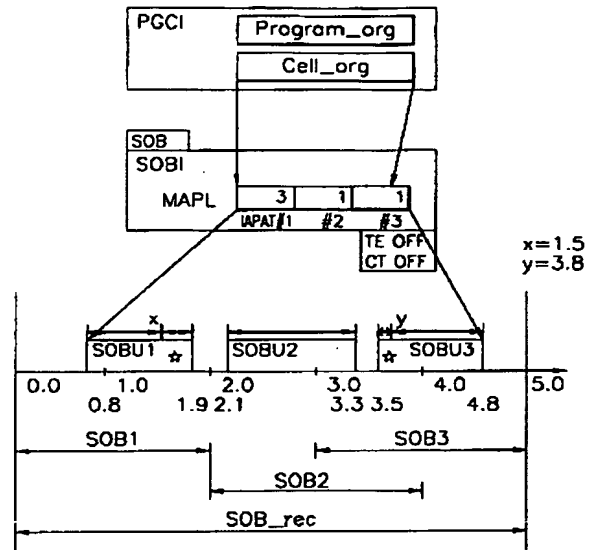 PGCI
Program_org
Cell_org
SOB
SOBI
MAPL
3
1
1
IAPAT#1
#2
#3
TE OFF
CT OFF
x=1.5
y=3.8
x
y
SOBU1
☆
SOBU2
☆
SOBU3
0.0
1.0
2.0
3.0
4.0
5.0
0.8
1.9
2.1
3.3
3.5
4.8
SOB1
SOB3
SOB2
SOB_rec